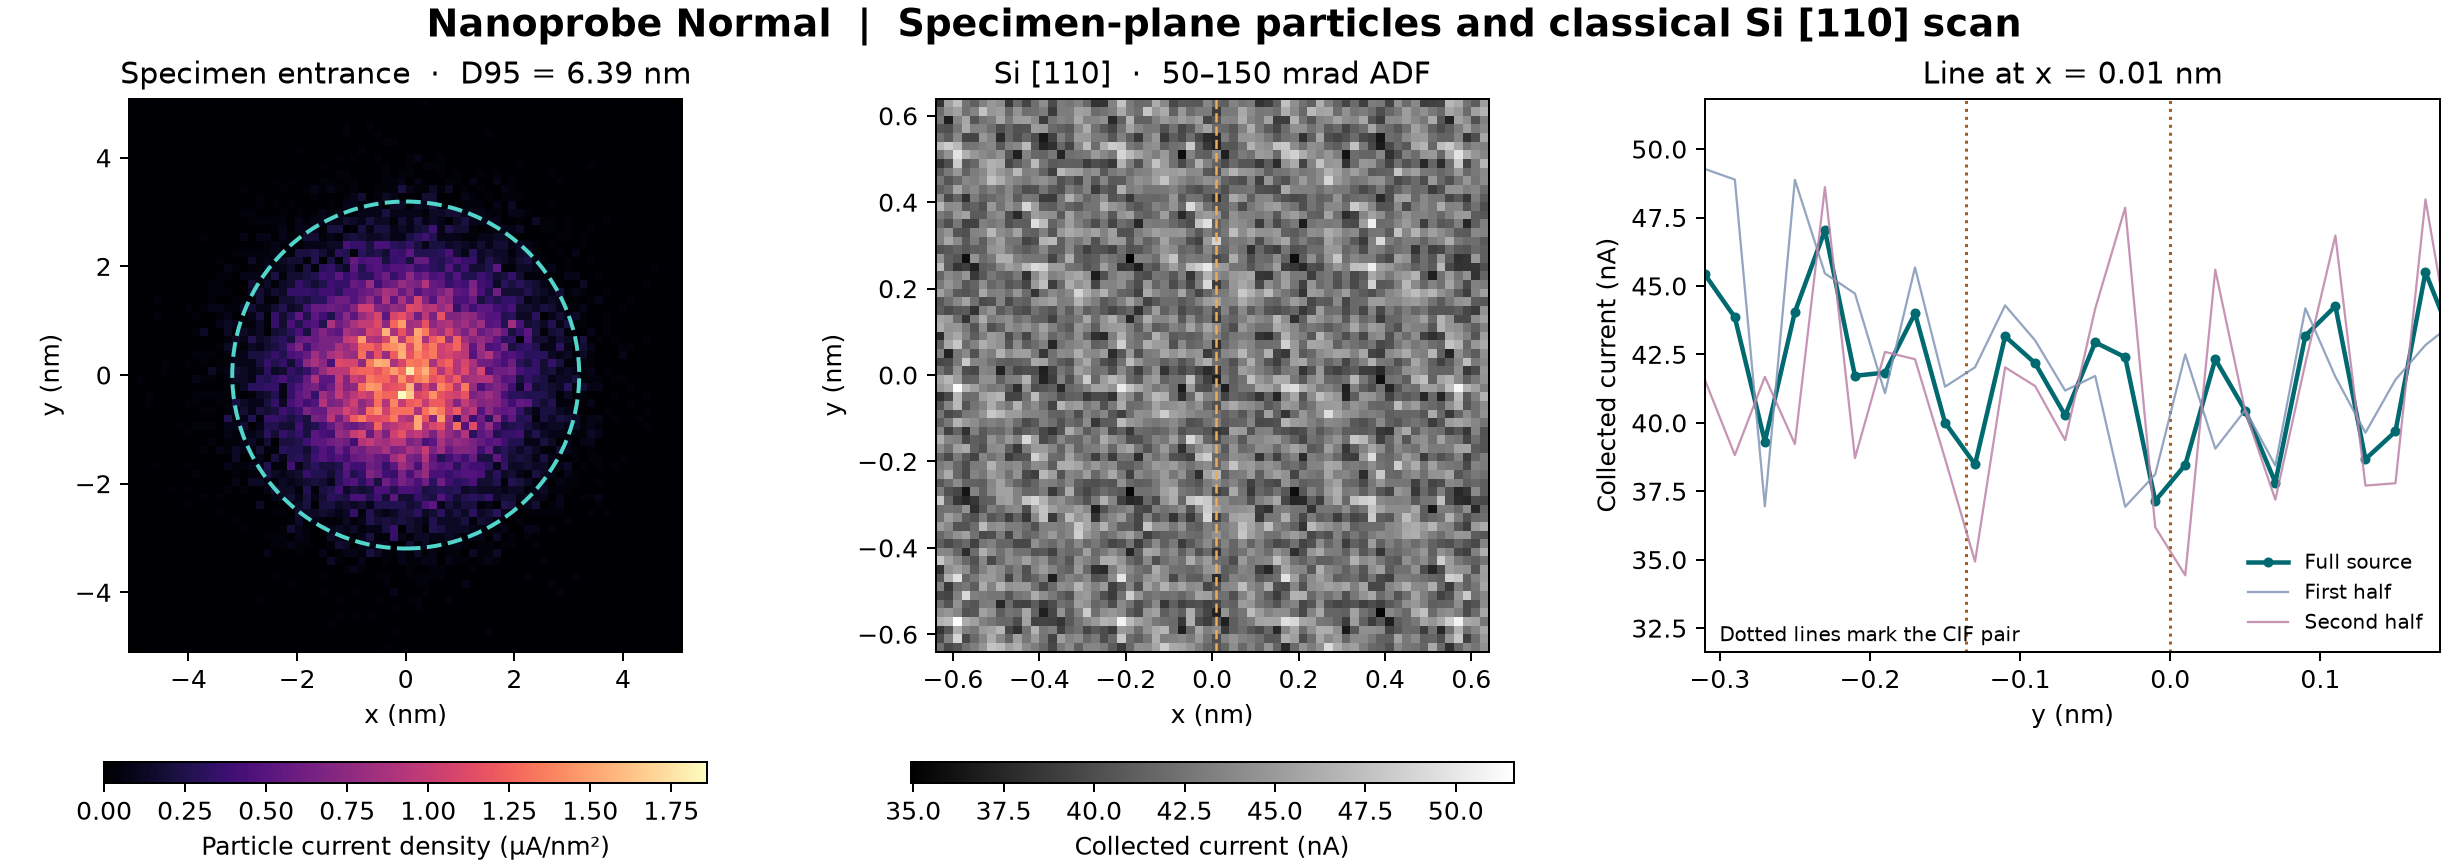 Nanoprobe Normal | Specimen-plane particles and classical Si [110] scan
Specimen entrance · D95 = 6.39 nm
4
2
0
−2
−4
y (nm)
−4 −2 0 2 4
x (nm)
0.00 0.25 0.50 0.75 1.00 1.25 1.50 1.75
Particle current density (μA/nm²)
Si [110] · 50–150 mrad ADF
0.6
0.4
0.2
0.0
−0.2
−0.4
−0.6
y (nm)
−0.6 −0.4 −0.2 0.0 0.2 0.4 0.6
x (nm)
35.0 37.5 40.0 42.5 45.0 47.5 50.0
Collected current (nA)
Line at x = 0.01 nm
50.0
47.5
45.0
42.5
40.0
37.5
35.0
32.5
Collected current (nA)
Full source
First half
Second half
Dotted lines mark the CIF pair
−0.3 −0.2 −0.1 0.0 0.1
y (nm)